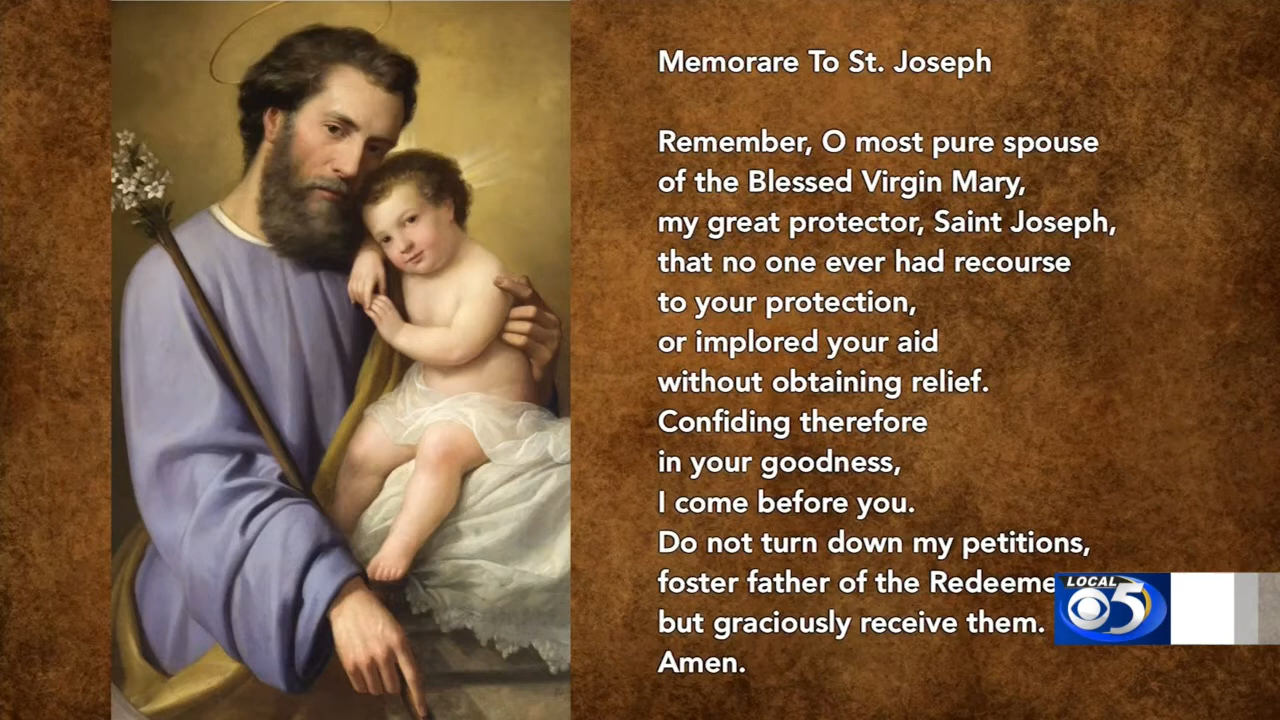 Memorare To St. Joseph
Remember, O most pure spouse
of the Blessed Virgin Mary,
my great protector, Saint Joseph,
that no one ever had recourse
to your protection,
or implored your aid
without obtaining relief.
Confiding therefore
in your goodness,
I come before you.
Do not turn down my petitions,
foster father of the Redeeme
but graciously receive them.
Amen.
LOCAL
5